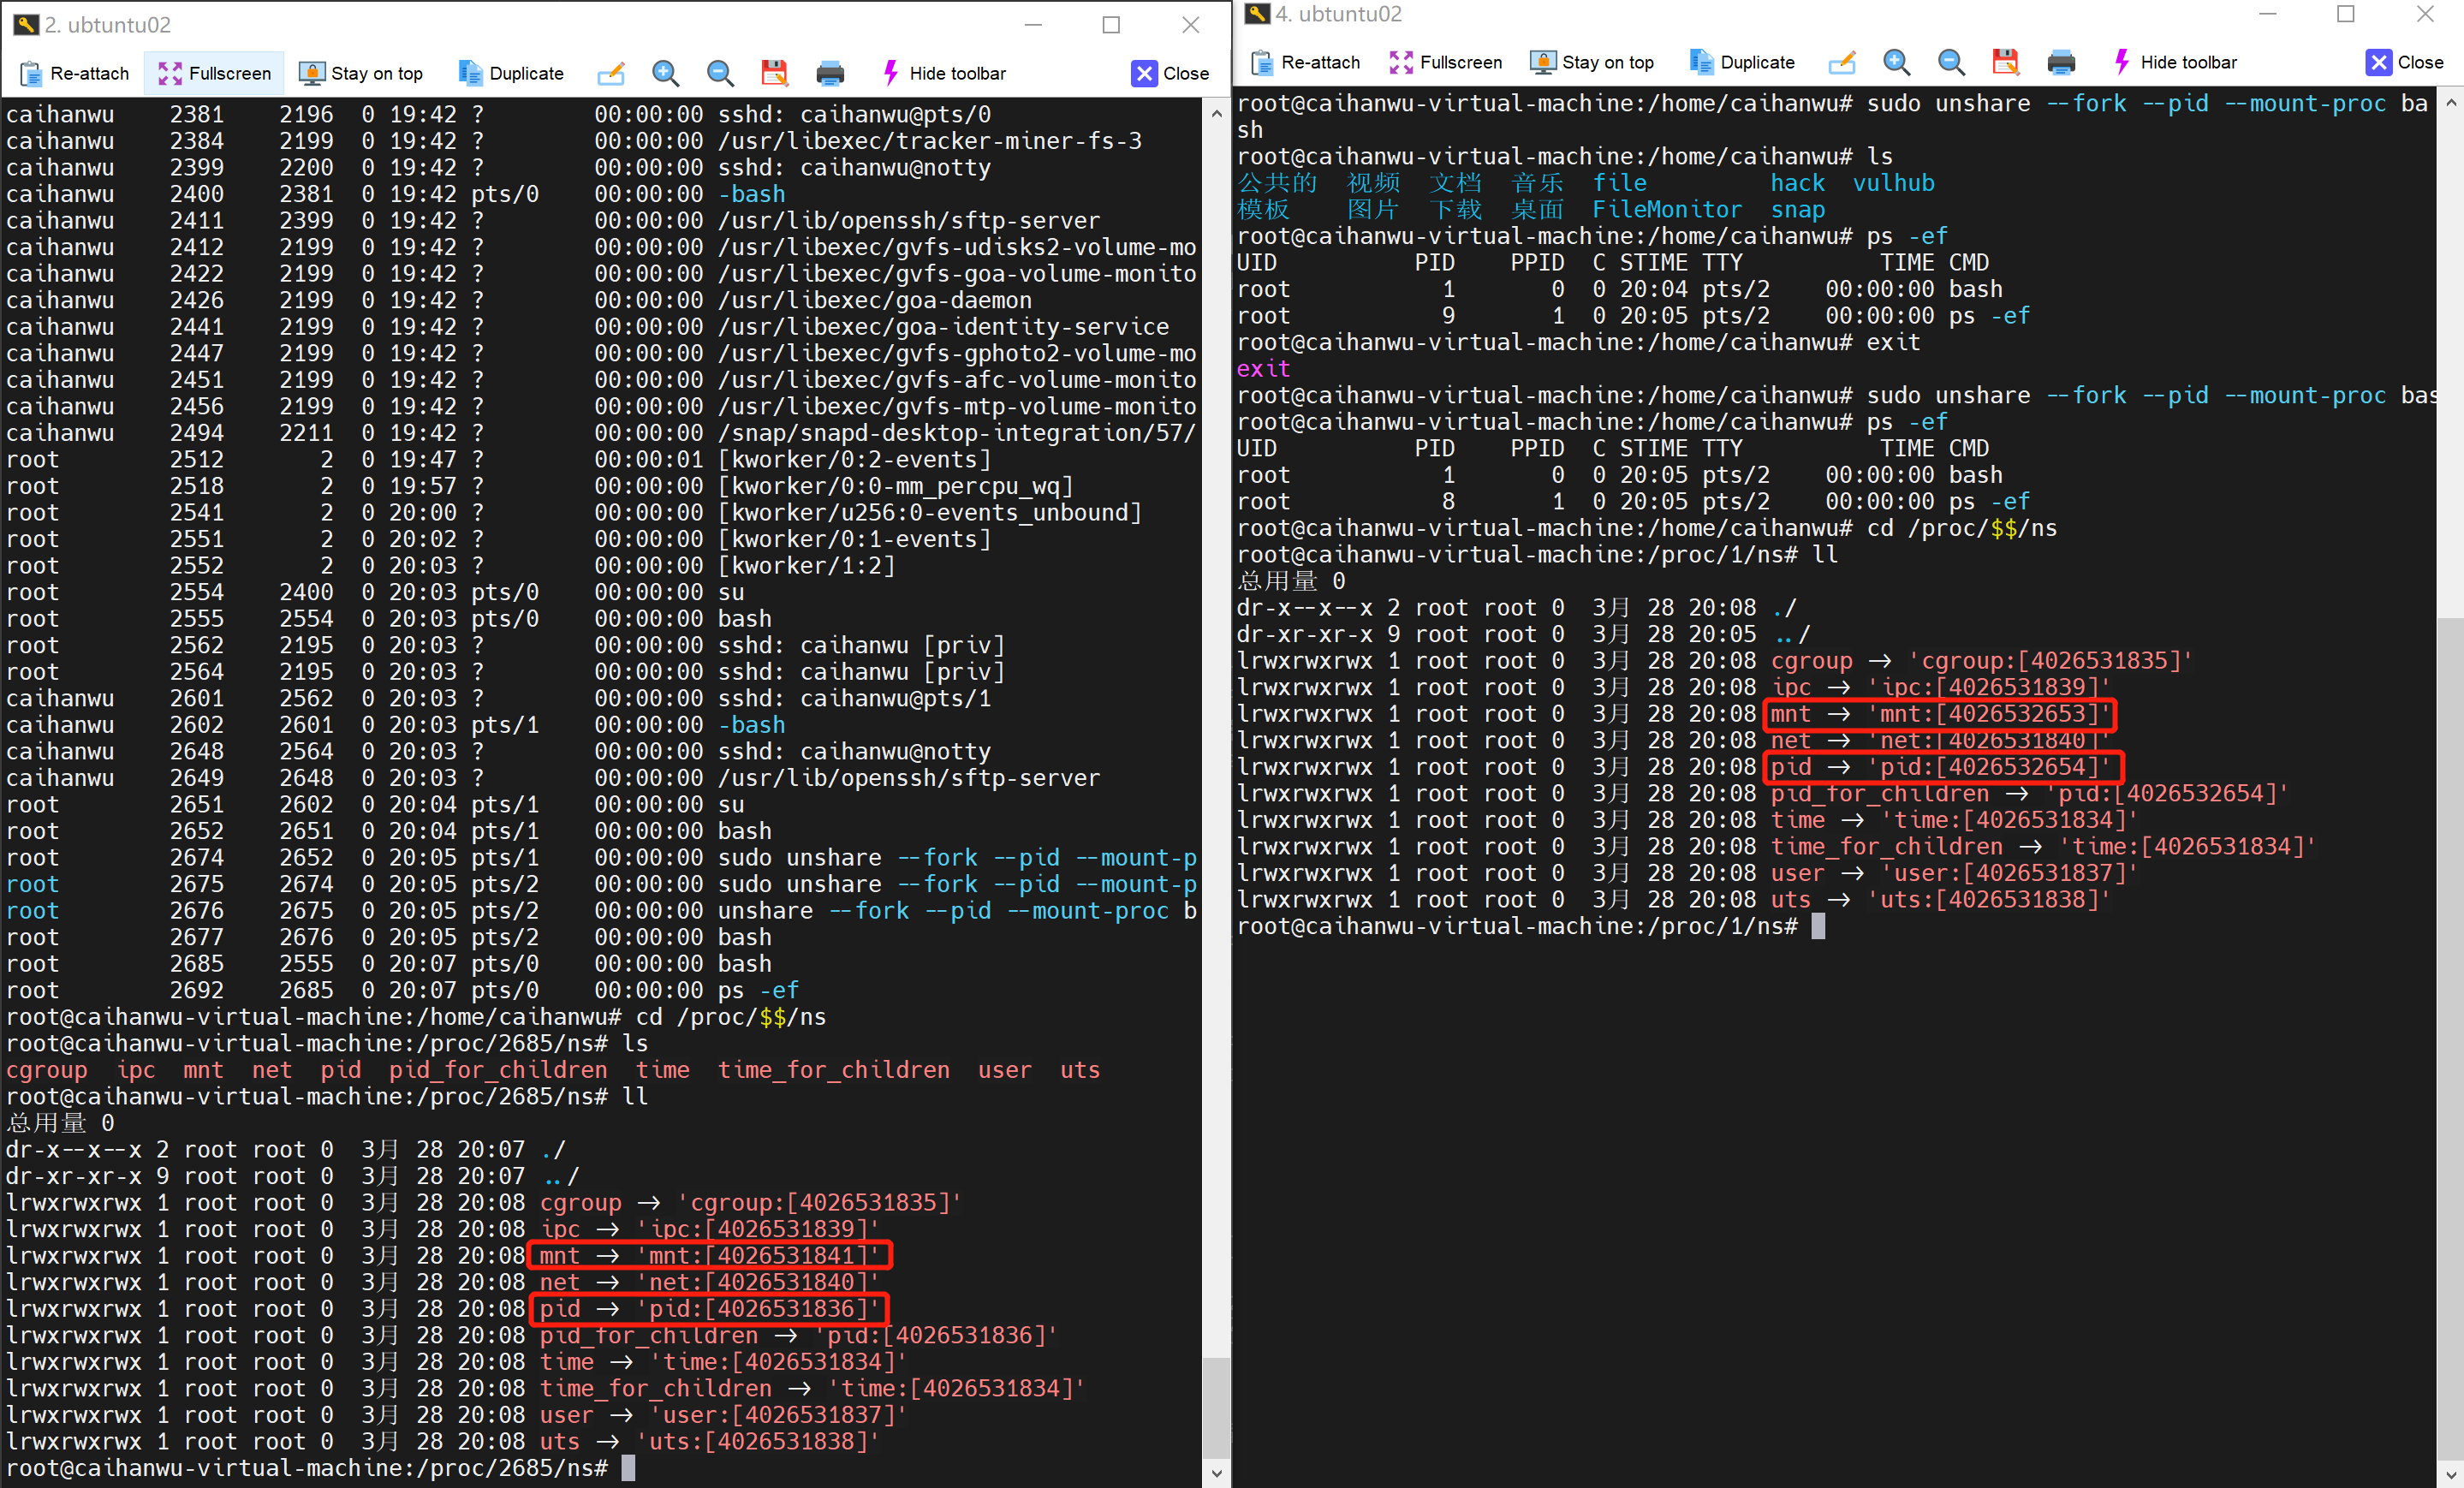 2. ubtuntu02
Re-attach Fullscreen Stay on top Duplicate Hide toolbar Close
caihanwu    2381    2196  0 19:42 ?        00:00:00 sshd: caihanwu@pts/0
caihanwu    2384    2199  0 19:42 ?        00:00:00 /usr/libexec/tracker-miner-fs-3
caihanwu    2399    2200  0 19:42 ?        00:00:00 sshd: caihanwu@notty
caihanwu    2400    2381  0 19:42 pts/0    00:00:00 -bash
caihanwu    2411    2399  0 19:42 ?        00:00:00 /usr/lib/openssh/sftp-server
caihanwu    2412    2199  0 19:42 ?        00:00:00 /usr/libexec/gvfs-udisks2-volume-mo
caihanwu    2422    2199  0 19:42 ?        00:00:00 /usr/libexec/gvfs-goa-volume-monito
caihanwu    2426    2199  0 19:42 ?        00:00:00 /usr/libexec/goa-daemon
caihanwu    2441    2199  0 19:42 ?        00:00:00 /usr/libexec/goa-identity-service
caihanwu    2447    2199  0 19:42 ?        00:00:00 /usr/libexec/gvfs-gphoto2-volume-mo
caihanwu    2451    2199  0 19:42 ?        00:00:00 /usr/libexec/gvfs-afc-volume-monito
caihanwu    2456    2199  0 19:42 ?        00:00:00 /usr/libexec/gvfs-mtp-volume-monito
caihanwu    2494    2211  0 19:42 ?        00:00:00 /snap/snapd-desktop-integration/57/
root        2512       2  0 19:47 ?        00:00:01 [kworker/0:2-events]
root        2518       2  0 19:57 ?        00:00:00 [kworker/0:0-mm_percpu_wq]
root        2541       2  0 20:00 ?        00:00:00 [kworker/u256:0-events_unbound]
root        2551       2  0 20:02 ?        00:00:00 [kworker/0:1-events]
root        2552       2  0 20:03 ?        00:00:00 [kworker/1:2]
root        2554    2400  0 20:03 pts/0    00:00:00 su
root        2555    2554  0 20:03 pts/0    00:00:00 bash
root        2562    2195  0 20:03 ?        00:00:00 sshd: caihanwu [priv]
root        2564    2195  0 20:03 ?        00:00:00 sshd: caihanwu [priv]
caihanwu    2601    2562  0 20:03 ?        00:00:00 sshd: caihanwu@pts/1
caihanwu    2602    2601  0 20:03 pts/1    00:00:00 -bash
caihanwu    2648    2564  0 20:03 ?        00:00:00 sshd: caihanwu@notty
caihanwu    2649    2648  0 20:03 ?        00:00:00 /usr/lib/openssh/sftp-server
root        2651    2602  0 20:04 pts/1    00:00:00 su
root        2652    2651  0 20:04 pts/1    00:00:00 bash
root        2674    2652  0 20:05 pts/1    00:00:00 sudo unshare --fork --pid --mount-p
root        2675    2674  0 20:05 pts/2    00:00:00 sudo unshare --fork --pid --mount-p
root        2676    2675  0 20:05 pts/2    00:00:00 unshare --fork --pid --mount-proc b
root        2677    2676  0 20:05 pts/2    00:00:00 bash
root        2685    2555  0 20:07 pts/0    00:00:00 bash
root        2692    2685  0 20:07 pts/0    00:00:00 ps -ef
root@caihanwu-virtual-machine:/home/caihanwu# cd /proc/$$/ns
root@caihanwu-virtual-machine:/proc/2685/ns# ls
cgroup  ipc  mnt  net  pid  pid_for_children  time  time_for_children  user  uts
root@caihanwu-virtual-machine:/proc/2685/ns# ll
总用量 0
dr-x--x--x 2 root root 0  3月 28 20:07 ./
dr-xr-xr-x 9 root root 0  3月 28 20:07 ../
lrwxrwxrwx 1 root root 0  3月 28 20:08 cgroup -> 'cgroup:[4026531835]'
lrwxrwxrwx 1 root root 0  3月 28 20:08 ipc -> 'ipc:[4026531839]'
lrwxrwxrwx 1 root root 0  3月 28 20:08 mnt -> 'mnt:[4026531841]'
lrwxrwxrwx 1 root root 0  3月 28 20:08 net -> 'net:[4026531840]'
lrwxrwxrwx 1 root root 0  3月 28 20:08 pid -> 'pid:[4026531836]'
lrwxrwxrwx 1 root root 0  3月 28 20:08 pid_for_children -> 'pid:[4026531836]'
lrwxrwxrwx 1 root root 0  3月 28 20:08 time -> 'time:[4026531834]'
lrwxrwxrwx 1 root root 0  3月 28 20:08 time_for_children -> 'time:[4026531834]'
lrwxrwxrwx 1 root root 0  3月 28 20:08 user -> 'user:[4026531837]'
lrwxrwxrwx 1 root root 0  3月 28 20:08 uts -> 'uts:[4026531838]'
root@caihanwu-virtual-machine:/proc/2685/ns#
4. ubtuntu02
Re-attach Fullscreen Stay on top Duplicate Hide toolbar Close
root@caihanwu-virtual-machine:/home/caihanwu# sudo unshare --fork --pid --mount-proc ba
sh
root@caihanwu-virtual-machine:/home/caihanwu# ls
公共的  视频  文档  音乐  file         hack  vulhub
模板    图片  下载  桌面  FileMonitor  snap
root@caihanwu-virtual-machine:/home/caihanwu# ps -ef
UID          PID    PPID  C STIME TTY          TIME CMD
root           1       0  0 20:04 pts/2    00:00:00 bash
root           9       1  0 20:05 pts/2    00:00:00 ps -ef
root@caihanwu-virtual-machine:/home/caihanwu# exit
exit
root@caihanwu-virtual-machine:/home/caihanwu# sudo unshare --fork --pid --mount-proc bas
root@caihanwu-virtual-machine:/home/caihanwu# ps -ef
UID          PID    PPID  C STIME TTY          TIME CMD
root           1       0  0 20:05 pts/2    00:00:00 bash
root           8       1  0 20:05 pts/2    00:00:00 ps -ef
root@caihanwu-virtual-machine:/home/caihanwu# cd /proc/$$/ns
root@caihanwu-virtual-machine:/proc/1/ns# ll
总用量 0
dr-x--x--x 2 root root 0  3月 28 20:08 ./
dr-xr-xr-x 9 root root 0  3月 28 20:05 ../
lrwxrwxrwx 1 root root 0  3月 28 20:08 cgroup -> 'cgroup:[4026531835]'
lrwxrwxrwx 1 root root 0  3月 28 20:08 ipc -> 'ipc:[4026531839]'
lrwxrwxrwx 1 root root 0  3月 28 20:08 mnt -> 'mnt:[4026532653]'
lrwxrwxrwx 1 root root 0  3月 28 20:08 net -> 'net:[4026531840]'
lrwxrwxrwx 1 root root 0  3月 28 20:08 pid -> 'pid:[4026532654]'
lrwxrwxrwx 1 root root 0  3月 28 20:08 pid_for_children -> 'pid:[4026532654]'
lrwxrwxrwx 1 root root 0  3月 28 20:08 time -> 'time:[4026531834]'
lrwxrwxrwx 1 root root 0  3月 28 20:08 time_for_children -> 'time:[4026531834]'
lrwxrwxrwx 1 root root 0  3月 28 20:08 user -> 'user:[4026531837]'
lrwxrwxrwx 1 root root 0  3月 28 20:08 uts -> 'uts:[4026531838]'
root@caihanwu-virtual-machine:/proc/1/ns#